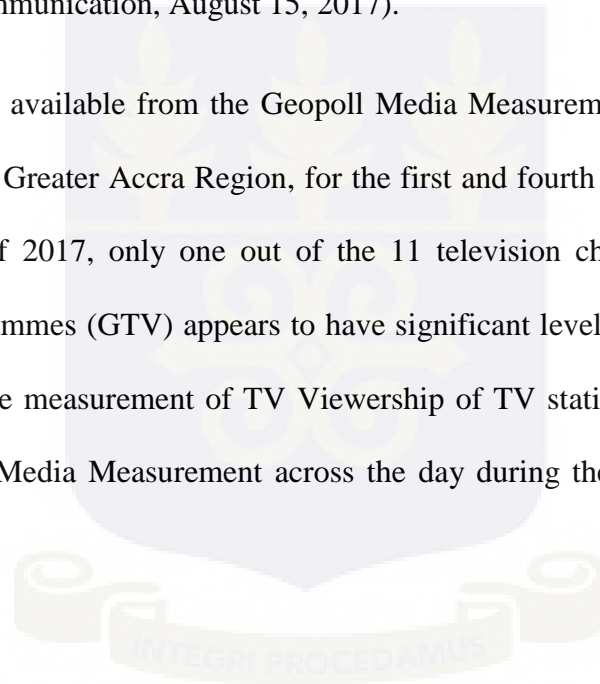 mmunication, August 15, 2017).
available from the Geopoll Media Measurem
Greater Accra Region, for the first and fourth
f 2017, only one out of the 11 television ch
ammes (GTV) appears to have significant level
e measurement of TV Viewership of TV stati
Media Measurement across the day during the
INTEGRI PROCEDAMUS